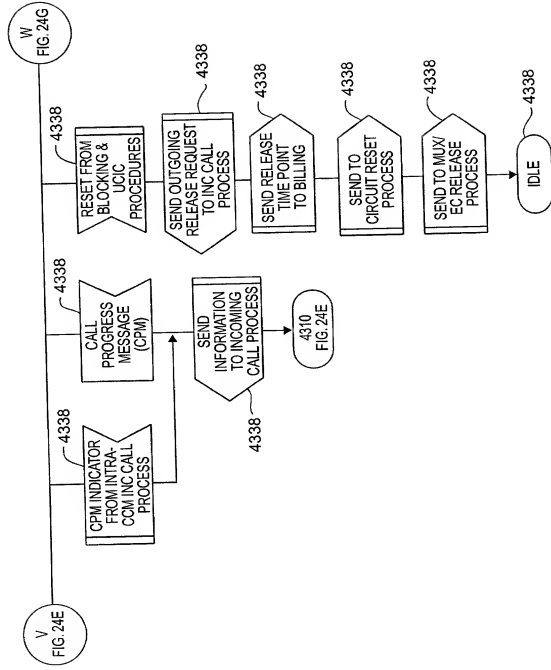 V
FIG. 24E
W
FIG. 24G
4338
CPM INDICATOR
FROM INTRA-
CCM INC CALL
PROCESS
4338
CALL
PROGRESS
MESSAGE
(CPM)
4338
SEND
INFORMATION
TO INCOMING
CALL PROCESS
4310
FIG. 24E
4338
RESET FROM
BLOCKING &
UCIC
PROCEDURES
4338
SEND OUTGOING
RELEASE REQUEST
TO INC CALL
PROCESS
4338
SEND RELEASE
TIME POINT
TO BILLING
4338
SEND TO
CIRCUIT RESET
PROCESS
4338
SEND TO MUX/
EC RELEASE
PROCESS
4338
IDLE